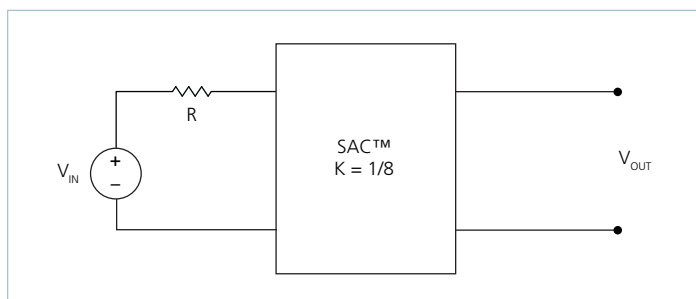 R
SAC™
K = 1/8
+
V_IN
–
V_OUT